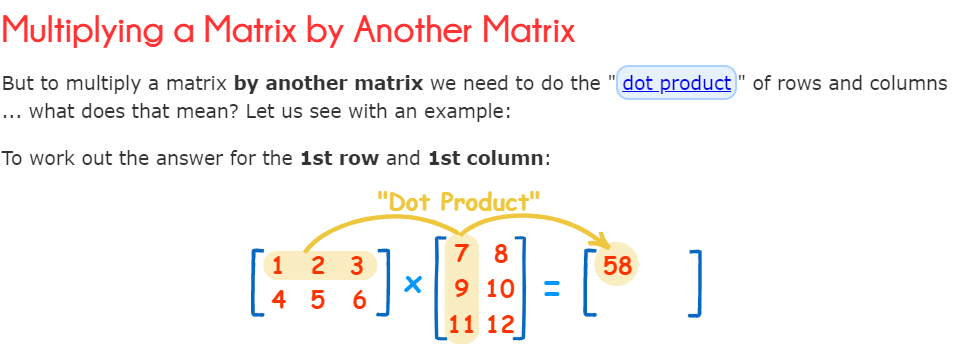 Multiplying a Matrix by Another Matrix
But to multiply a matrix by another matrix we need to do the "dot product" of rows and columns
... what does that mean? Let us see with an example:
To work out the answer for the 1st row and 1st column:
"Dot Product"
1 2 3
4 5 6
×
7 8
9 10
11 12
=
58